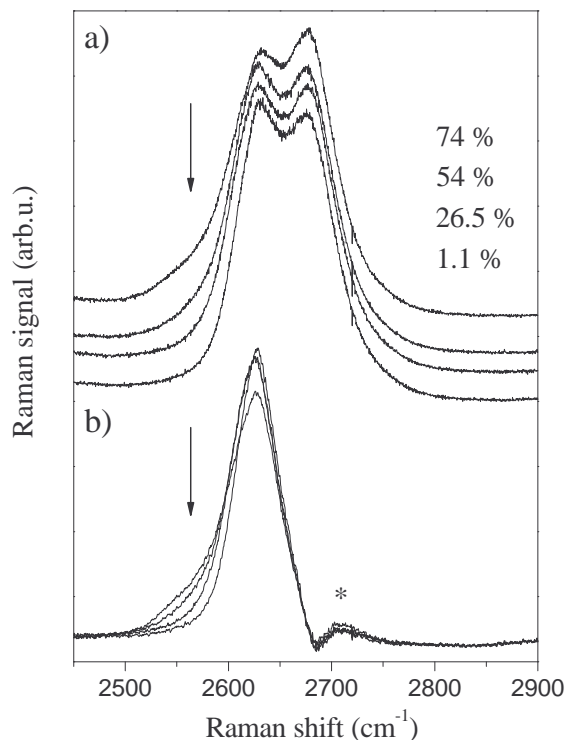 a)
74 %
54 %
26.5 %
1.1 %
Raman signal (arb.u.)
b)
*
2500 2600 2700 2800 2900
Raman shift (cm⁻¹)